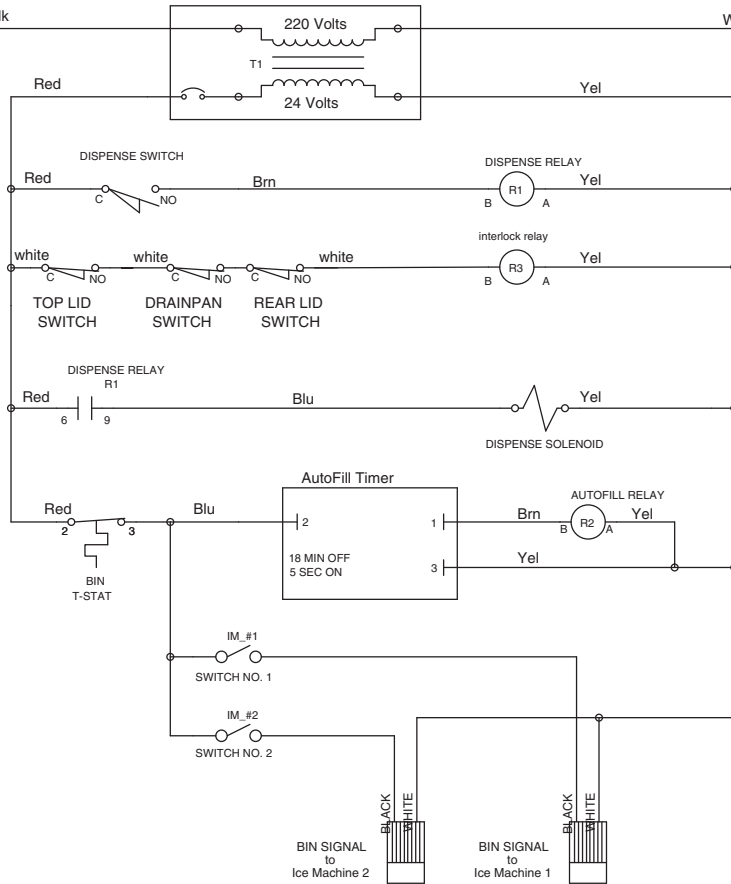 220 Volts
T1
24 Volts
Red
Yel
DISPENSE SWITCH
DISPENSE RELAY
Red
C
NO
Brn
B
R1
A
Yel
interlock relay
white
C
NO
white
C
NO
C
NO
white
B
R3
A
Yel
TOP LID
SWITCH
DRAINPAN
SWITCH
REAR LID
SWITCH
DISPENSE RELAY
R1
Red
6
9
Blu
Yel
DISPENSE SOLENOID
AutoFill Timer
AUTOFILL RELAY
Red
2
3
Blu
2
1
Brn
B
R2
A
Yel
BIN
T-STAT
18 MIN OFF
5 SEC ON
3
Yel
IM_#1
SWITCH NO. 1
IM_#2
SWITCH NO. 2
BLACK
WHITE
BLACK
WHITE
BIN SIGNAL
to
Ice Machine 2
BIN SIGNAL
to
Ice Machine 1